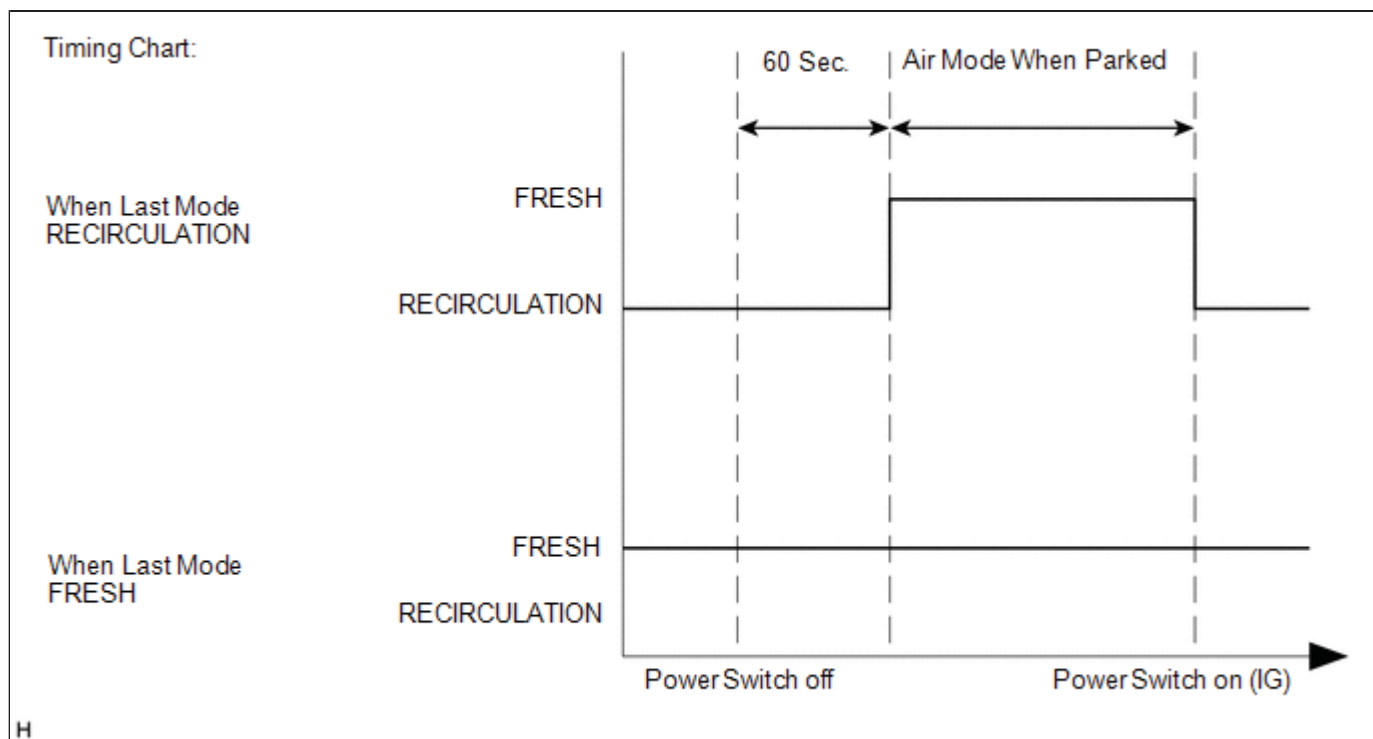 Timing Chart:
60 Sec.
Air Mode When Parked
When Last Mode
RECIRCULATION
FRESH
RECIRCULATION
When Last Mode
FRESH
FRESH
RECIRCULATION
Power Switch off
Power Switch on (IG)
H